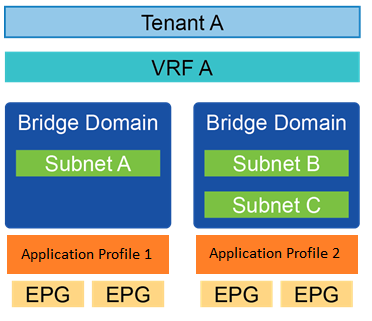 Tenant A
VRF A
Bridge Domain
Subnet A
Bridge Domain
Subnet B
Subnet C
Application Profile 1
Application Profile 2
EPG
EPG
EPG
EPG